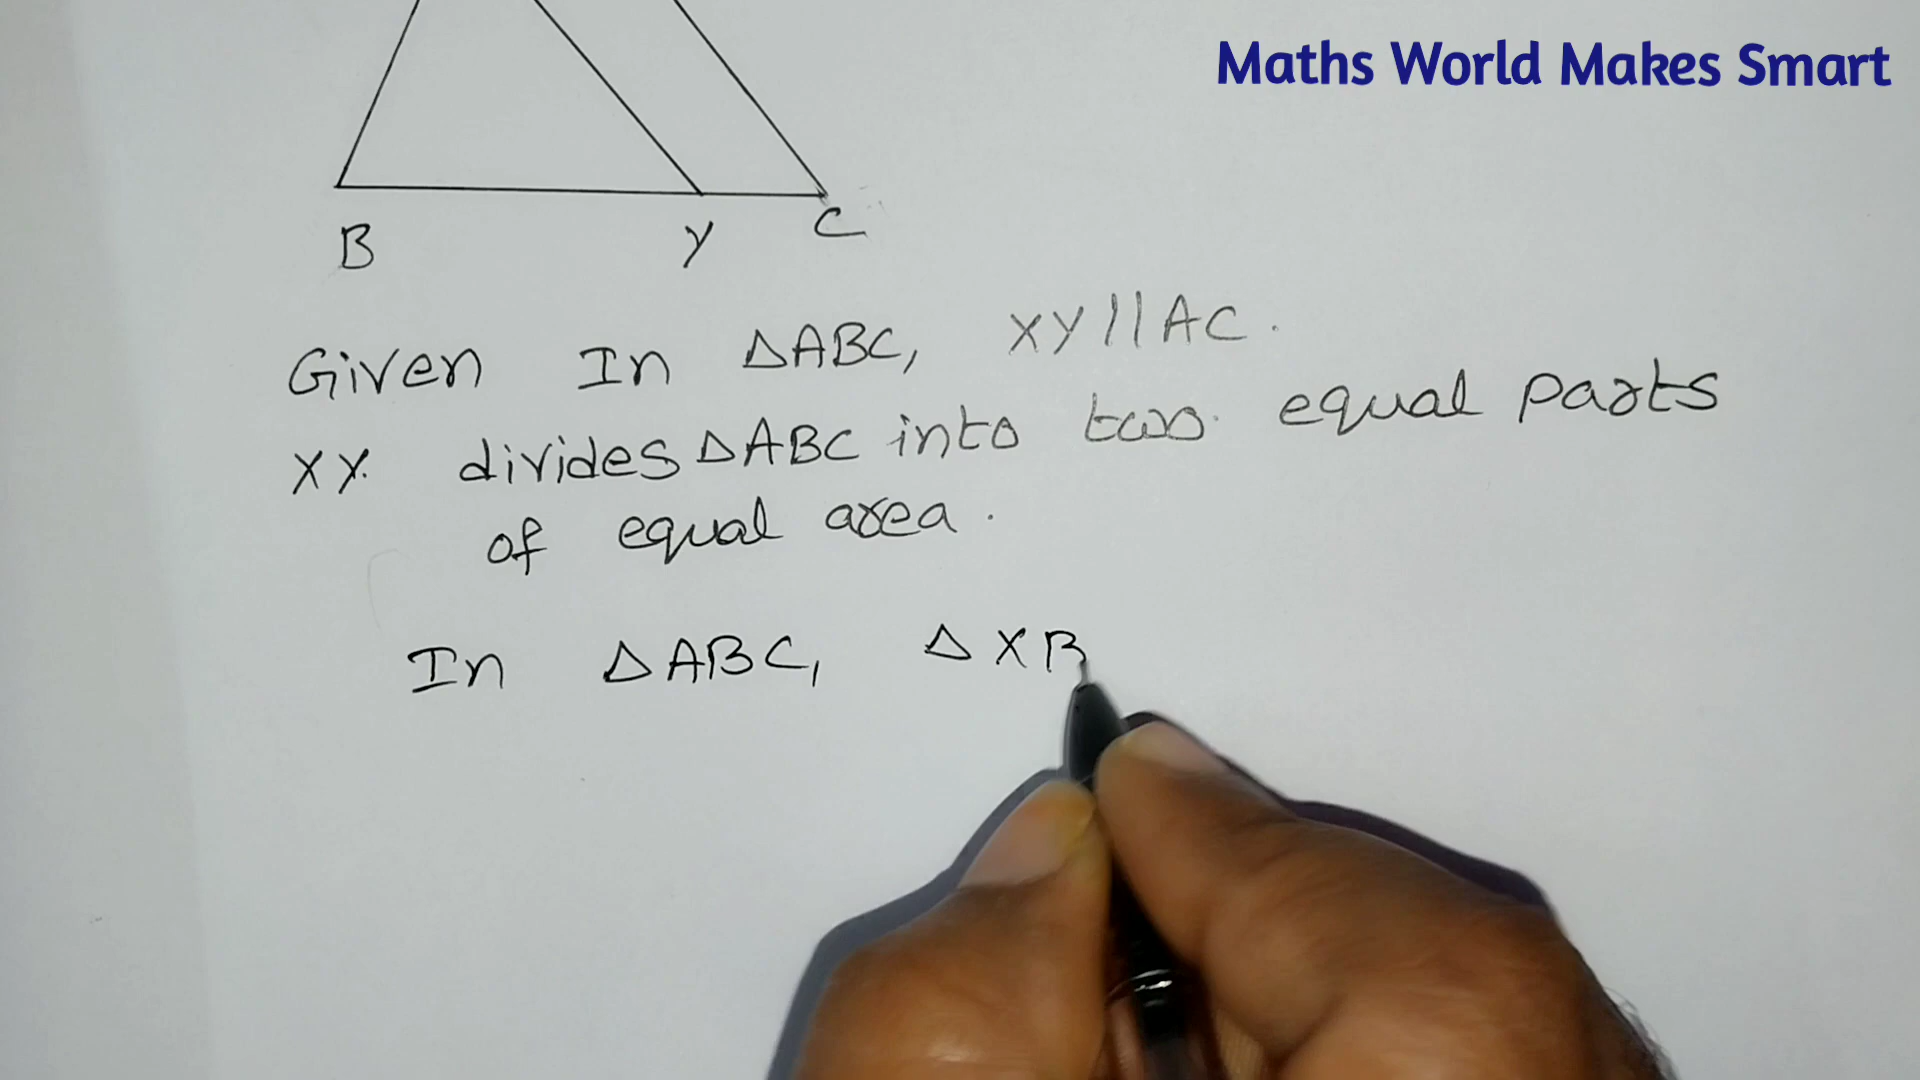 Maths World Makes Smart
B Y C
Given In △ABC, XY || AC.
XY. divides △ABC into two. equal parts
of equal area.
In △ABC, △XB